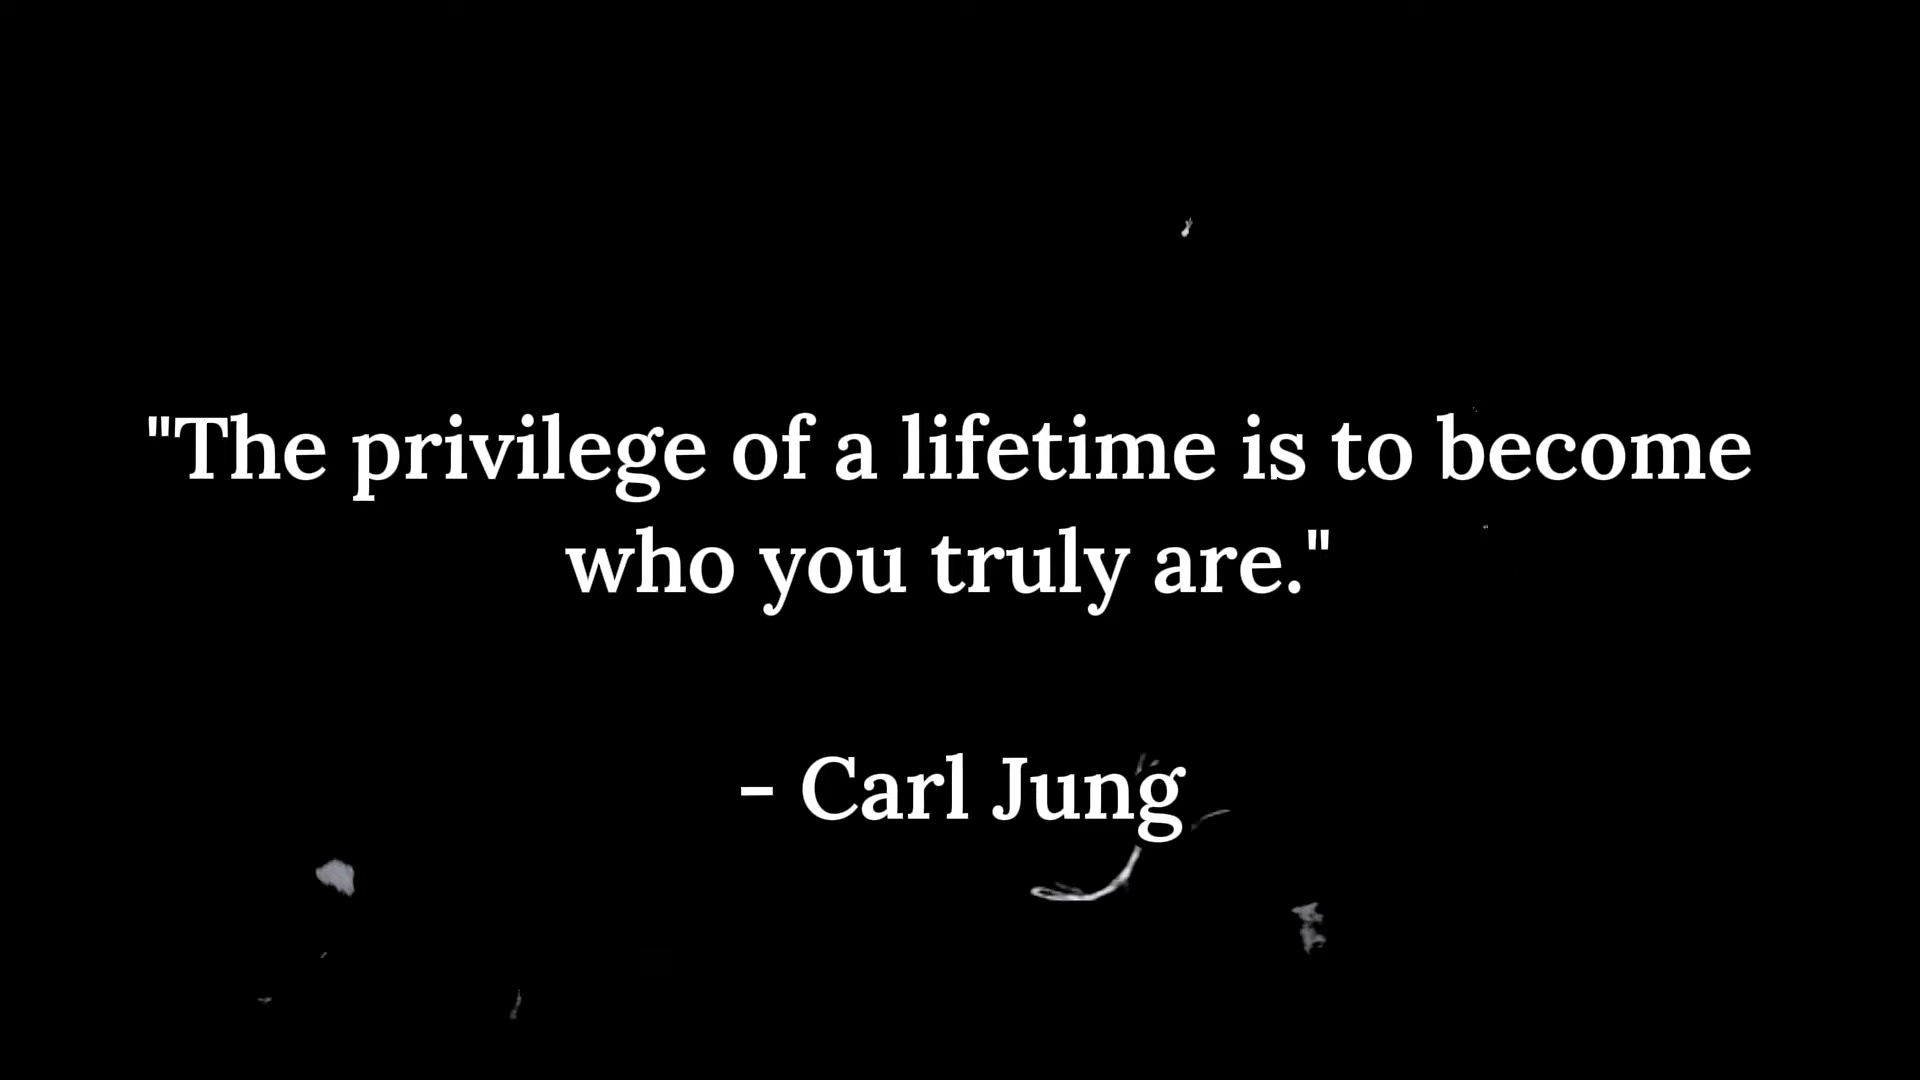 "The privilege of a lifetime is to become
who you truly are."
- Carl Jung